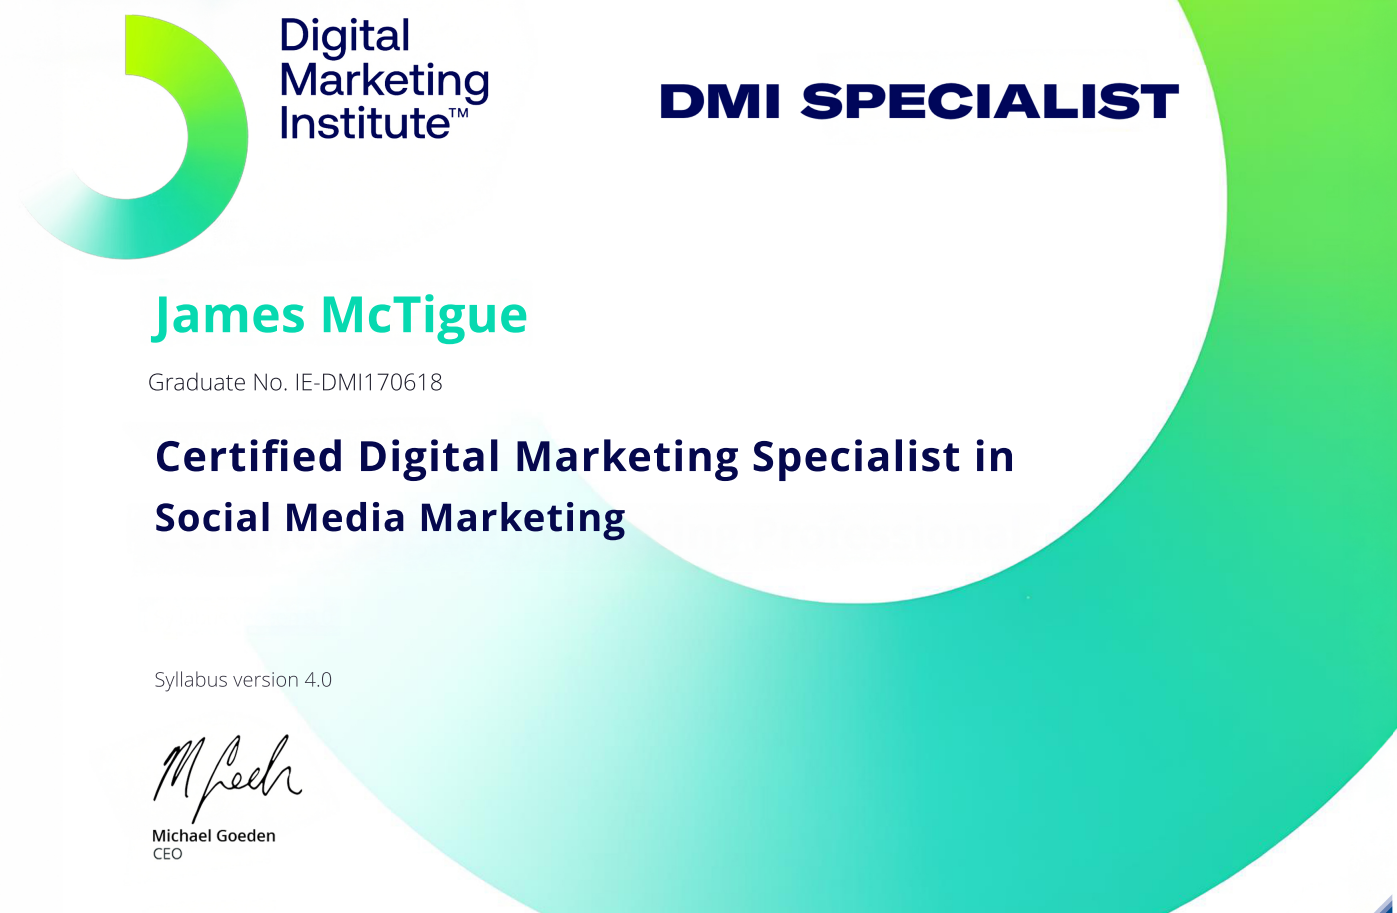 Digital
Marketing
Institute™
DMI SPECIALIST
James McTigue
Graduate No. IE-DMI170618
Certified Digital Marketing Specialist in
Social Media Marketing
Syllabus version 4.0
Michael Goeden
CEO